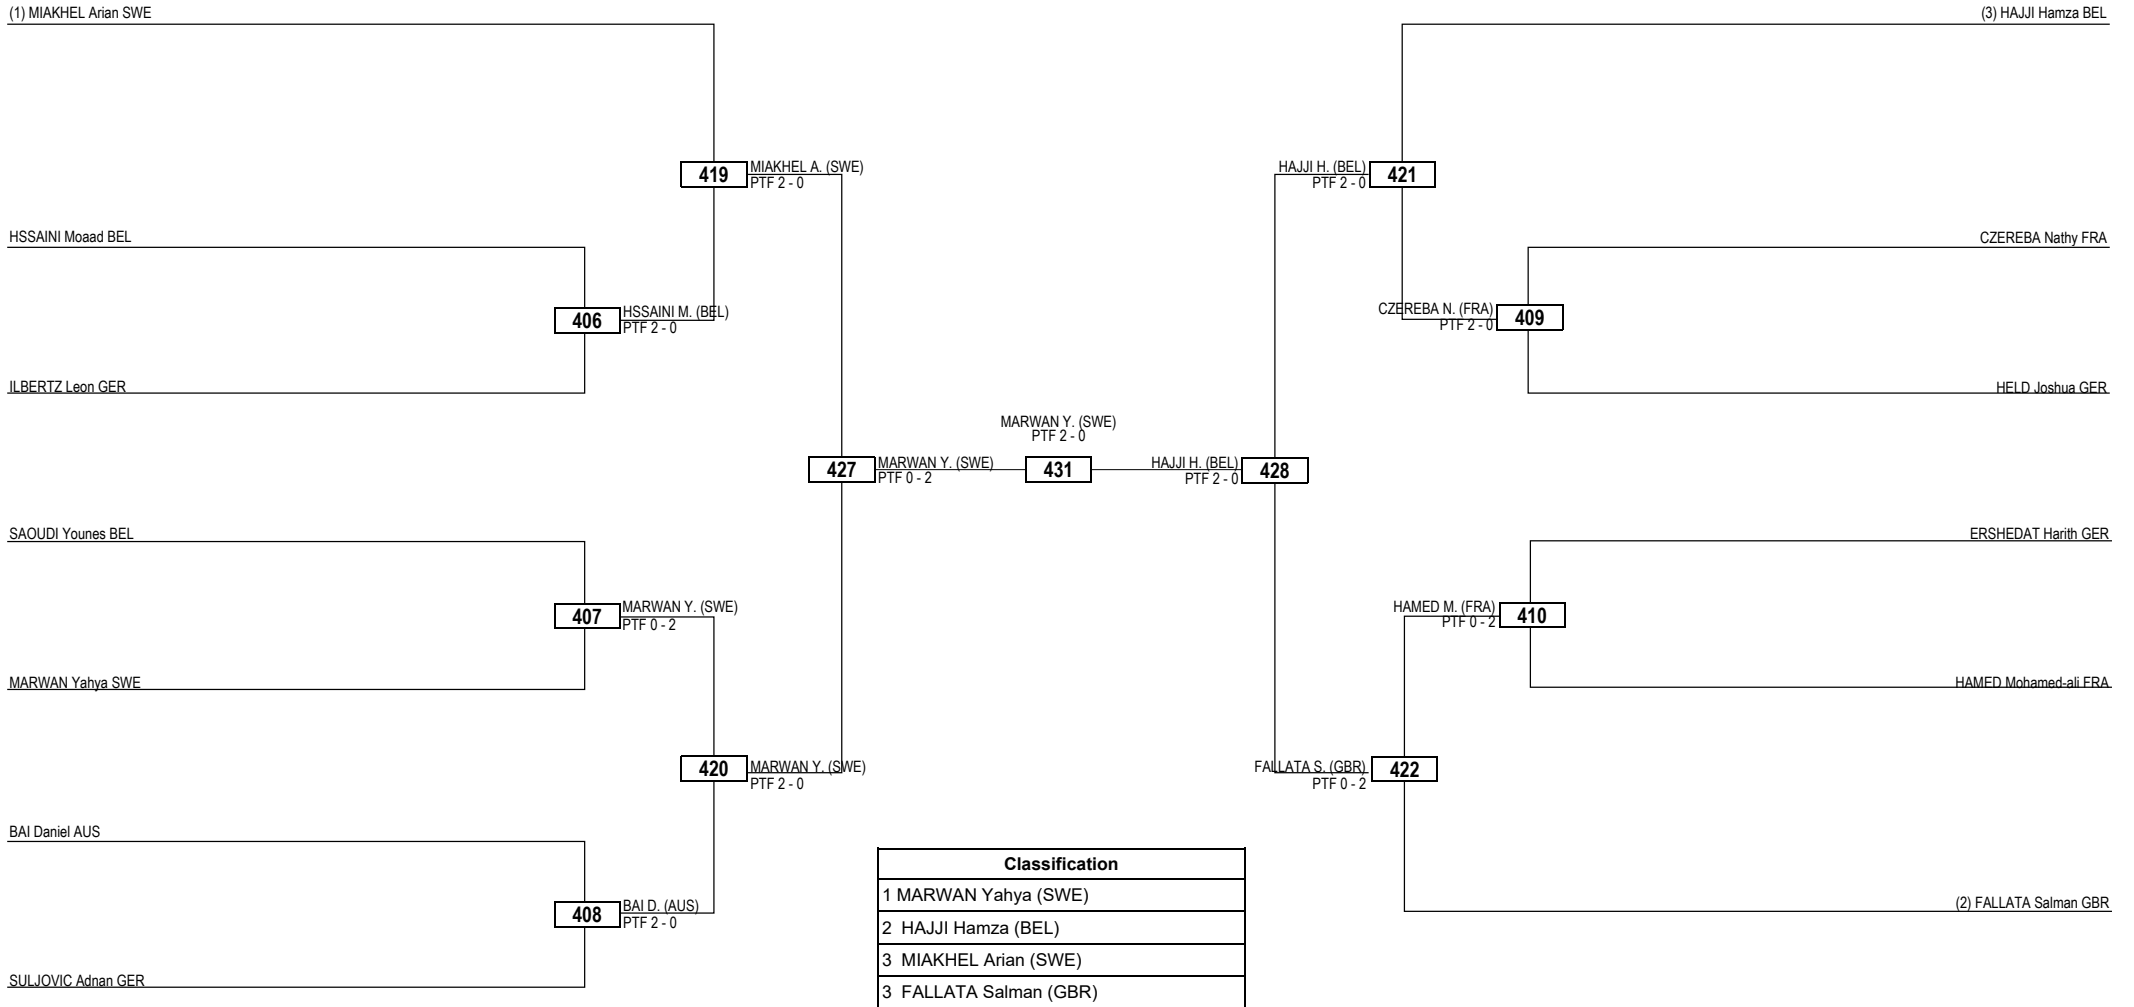 (1) MIAKHEL Arian SWE
(3) HAJJI Hamza BEL
419
MIAKHEL A. (SWE)
PTF 2 - 0
HAJJI H. (BEL)
PTF 2 - 0
421
HSSAINI Moaad BEL
CZEREBA Nathy FRA
406
HSSAINI M. (BEL)
PTF 2 - 0
CZEREBA N. (FRA)
PTF 2 - 0
409
ILBERTZ Leon GER
HELD Joshua GER
MARWAN Y. (SWE)
PTF 2 - 0
427
MARWAN Y. (SWE)
PTF 0 - 2
431
HAJJI H. (BEL)
PTF 2 - 0
428
SAOUDI Younes BEL
ERSHEDAT Harith GER
407
MARWAN Y. (SWE)
PTF 0 - 2
HAMED M. (FRA)
PTF 0 - 2
410
MARWAN Yahya SWE
HAMED Mohamed-ali FRA
420
MARWAN Y. (SWE)
PTF 2 - 0
FALLATA S. (GBR)
PTF 0 - 2
422
BAI Daniel AUS
Classification
1 MARWAN Yahya (SWE)
2 HAJJI Hamza (BEL)
3 MIAKHEL Arian (SWE)
3 FALLATA Salman (GBR)
408
BAI D. (AUS)
PTF 2 - 0
(2) FALLATA Salman GBR
SULJOVIC Adnan GER